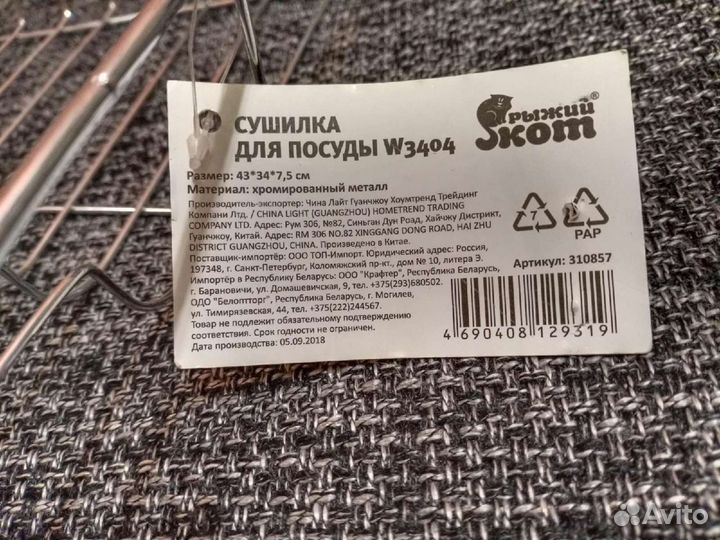 СУШИЛКА
ДЛЯ ПОСУДЫ W3404
РЫЖИЙ®
кот
Размер: 43*34*7,5 см
Материал: хромированный металл
Производитель-экспортер: Чина Лайт Гуанчжоу Хоумтренд Трейдинг
Компани Лтд. / CHINA LIGHT (GUANGZHOU) HOMETREND TRADING
COMPANY LTD. Адрес: Рум 306, №82, Синьган Дун Роад, Хайчжу Дистрикт,
Гуанчжоу, Китай. Адрес: RM 306 NO.82 XINGGANG DONG ROAD, HAI ZHU
DISTRICT GUANGZHOU, CHINA. Произведено в Китае.
Поставщик-импортёр: ООО ТОП-Импорт. Юридический адрес: Россия,
197348, г. Санкт-Петербург, Коломяжский пр-кт., дом № 10, литера Э.
Импортёр в Республику Беларусь: ООО "Крафтер", Республика Беларусь,
г. Барановичи, ул. Домашевичская, 9, тел. +375(293)680502.
ОДО "Белоптторг", Республика Беларусь, г. Могилев,
ул. Тимирязевская, 44, тел. +375(222)244567.
Товар не подлежит обязательному подтверждению
соответствия. Срок годности не ограничен.
Дата производства: 05.09.2018
7
PAP
Артикул: 310857
4 690408 129319
Avito